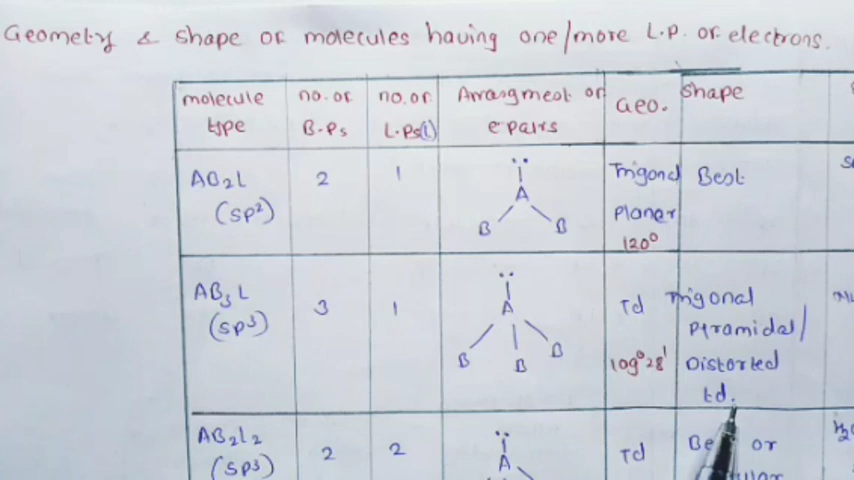 Geometry & shape of molecules having one/more L.P. of electrons.
molecule type
no. of B.Ps
no. of L.Ps(L)
Arrangment of e pairs
Geo.
Shape
AB2L (sp2)
2
1
A
B B
Trigonal planer 120°
Bent
AB3L (sp3)
3
1
A
B B B
Td 109°28'
Trigonal pyramidal/ Distorted td.
AB2L2 (sp3)
2
2
A
Td
or